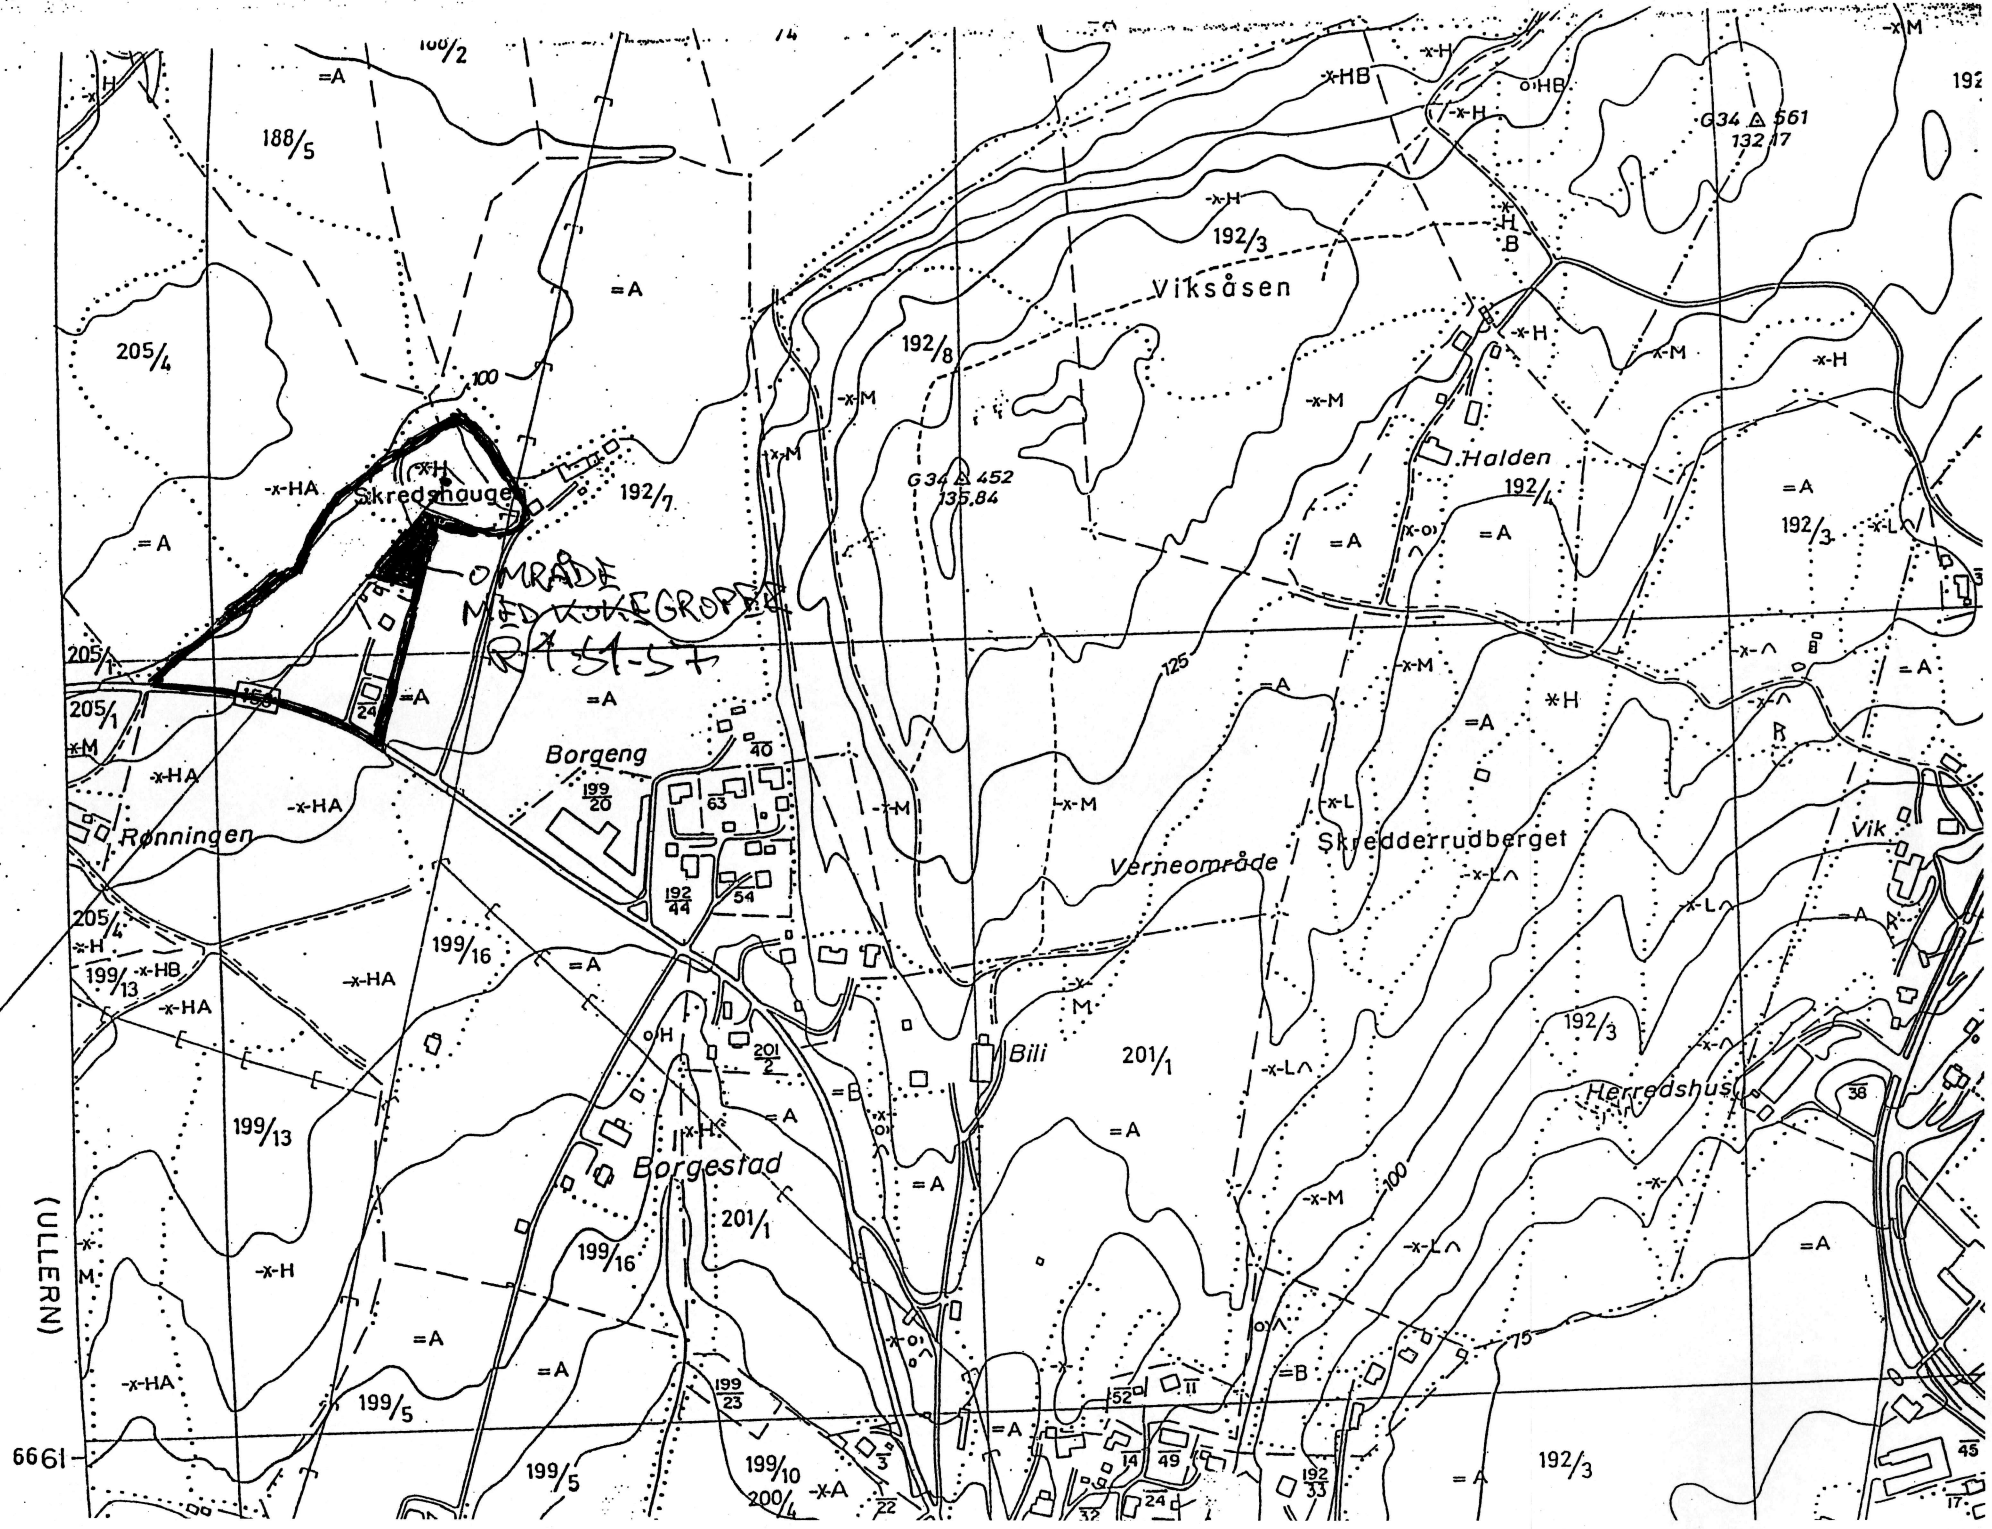 =A
188/5
-x-H
-x-HB
-x-H
o·HB
-x-M
192
G34 △ 561
132 17
-x-H
-x-H
192/3
x-
H
B
Viksåsen
=A
205/4
192/8
-x-H
-x-M
-x-H
100
-x-M
-x-M
-x-H
x-M
Skredshaugen
-x-HA
192/7
G34 △ 452
135,84
Halden
192/4
=A
192/3
-x-L^
=A
=A
=A
OMRÅDE
MED KOKEGROPER
R1 51-57
205/1
125
-x-M
-x-^
=A
205/1
24
=A
=A
=A
*H
-x-^
=A
R
x-M
-x-HA
Borgeng
40
199
20
63
-x-HA
-x-M
-x-M
-x-L
Rønningen
Verneområde
Skredderrudberget
Vik
-x-L^
192
44
54
205/4
x-H
199/16
-x-L^
=A
R
199/13
-x-HB
-x-HA
-x-HA
=A
-x-
M
oH
201
2
Bili
201/1
192/3
-x-^
-x-L^
Herredshus
38
=B
199/13
=A
x-H
=A
Borgestad
=A
100
-x-M
-x-^
201/1
(ULLERN)
x-
M
-x-H
199/16
-x-L^
=A
=A
=A
75
-x-HA
199/5
199
23
-x-
52
11
=B
=A
6661
199/5
199/10
200/4
-x-A
3
22
14
49
24
32
192
33
=A
192/3
45
17